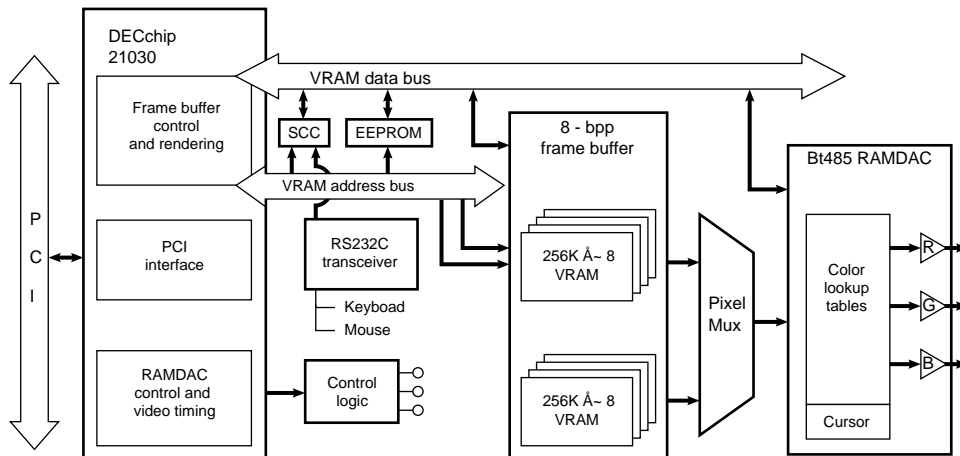 DECchip
21030
VRAM data bus
Frame buffer
control
and rendering
SCC
EEPROM
8 - bpp
frame buffer
Bt485 RAMDAC
VRAM address bus
P
C
I
PCI
interface
RS232C
transceiver
Keyboad
Mouse
256K Å~ 8
VRAM
Pixel
Mux
Color
lookup
tables
R
G
B
RAMDAC
control and
video timing
Control
logic
256K Å~ 8
VRAM
Cursor